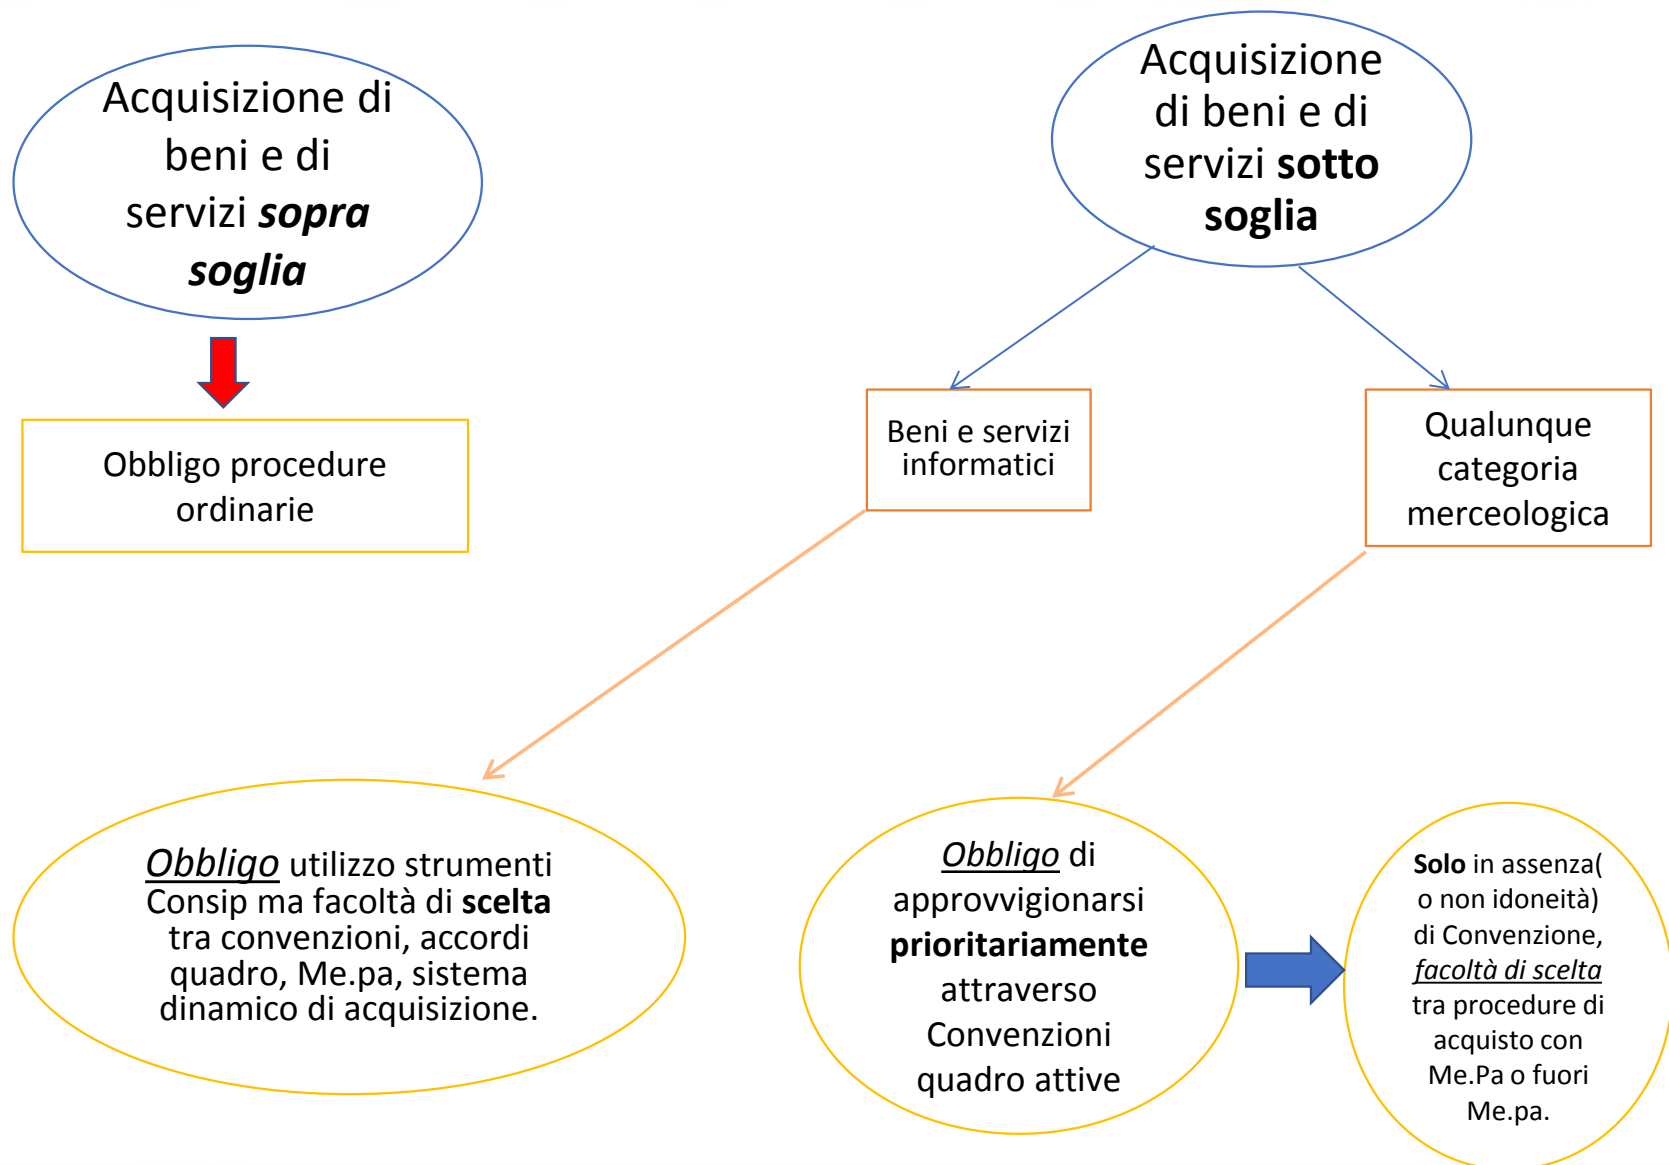 Acquisizione di
beni e di
servizi sopra
soglia
Acquisizione
di beni e di
servizi sotto
soglia
Obbligo procedure
ordinarie
Beni e servizi
informatici
Qualunque
categoria
merceologica
Obbligo utilizzo strumenti
Consip ma facoltà di scelta
tra convenzioni, accordi
quadro, Me.pa, sistema
dinamico di acquisizione.
Obbligo di
approvvigionarsi
prioritariamente
attraverso
Convenzioni
quadro attive
Solo in assenza(
o non idoneità)
di Convenzione,
facoltà di scelta
tra procedure di
acquisto con
Me.Pa o fuori
Me.pa.